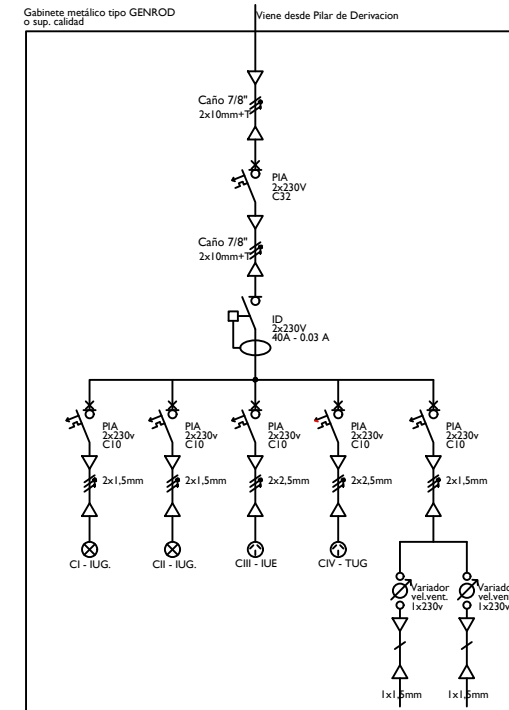 Gabinete metálico tipo GENROD
o sup. calidad
Viene desde Pilar de Derivacion
Caño 7/8"
2x10mm+T
PIA
2x230V
C32
Caño 7/8"
2x10mm+T
ID
2x230V
40A - 0.03 A
PIA
2x230v
C10
PIA
2x230v
C10
PIA
2x230v
C10
PIA
2x230v
C10
PIA
2x230v
C10
2x1,5mm
2x1,5mm
2x2,5mm
2x2,5mm
2x1,5mm
CI - IUG.
CII - IUG.
CIII - IUE
CIV - TUG
Variador
vel.vent.
1x230v
Variado
vel.vent
1x230v
1x1,5mm
1x1,5mm